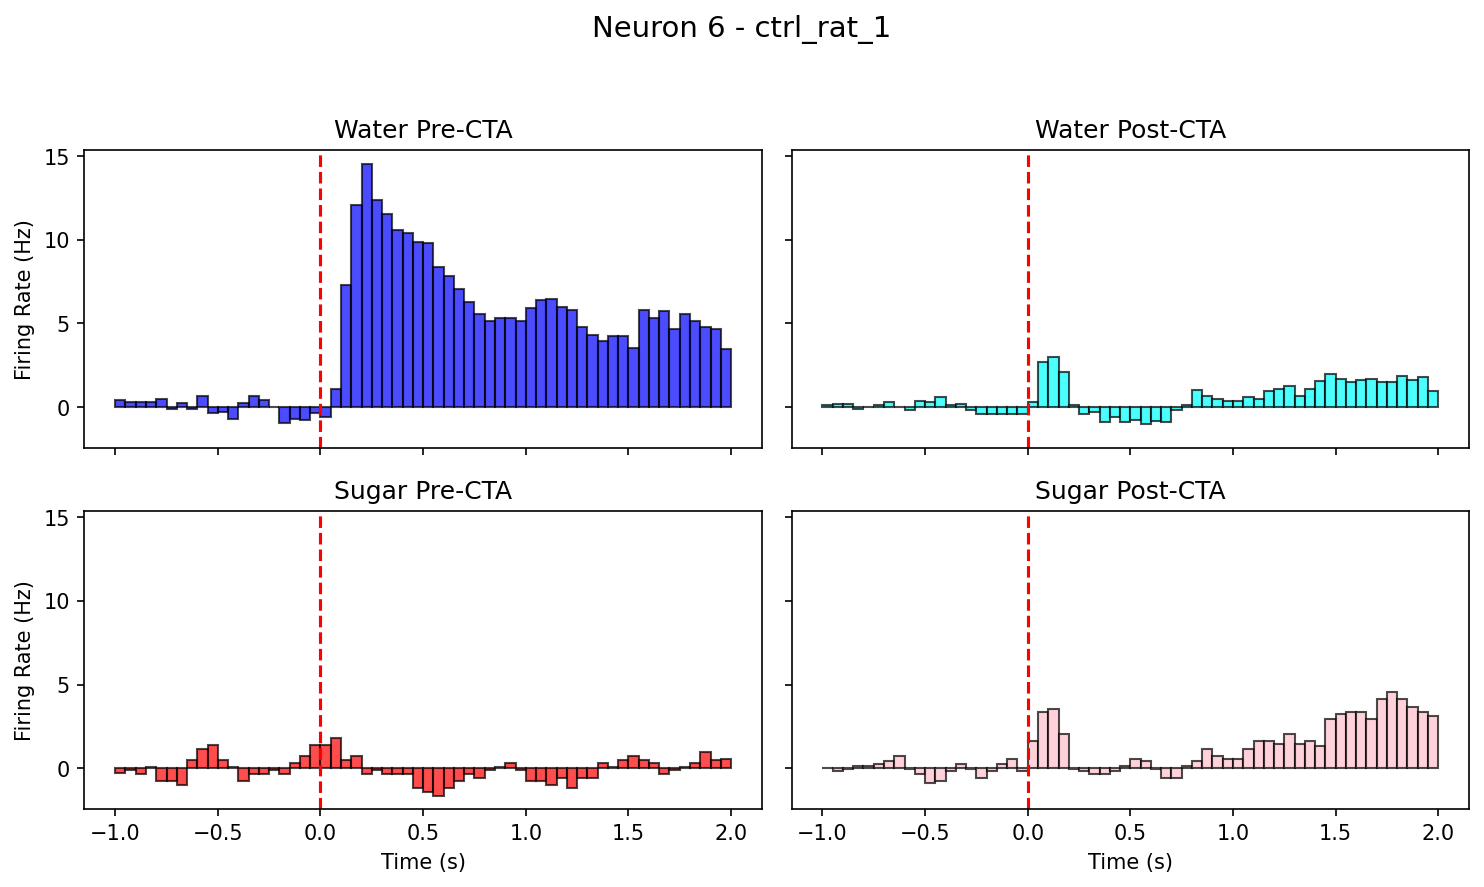 Neuron 6 - ctrl_rat_1
Water Pre-CTA
Water Post-CTA
15
10
5
0
Firing Rate (Hz)
Sugar Pre-CTA
Sugar Post-CTA
15
10
5
0
Firing Rate (Hz)
−1.0 −0.5 0.0 0.5 1.0 1.5 2.0
−1.0 −0.5 0.0 0.5 1.0 1.5 2.0
Time (s)
Time (s)